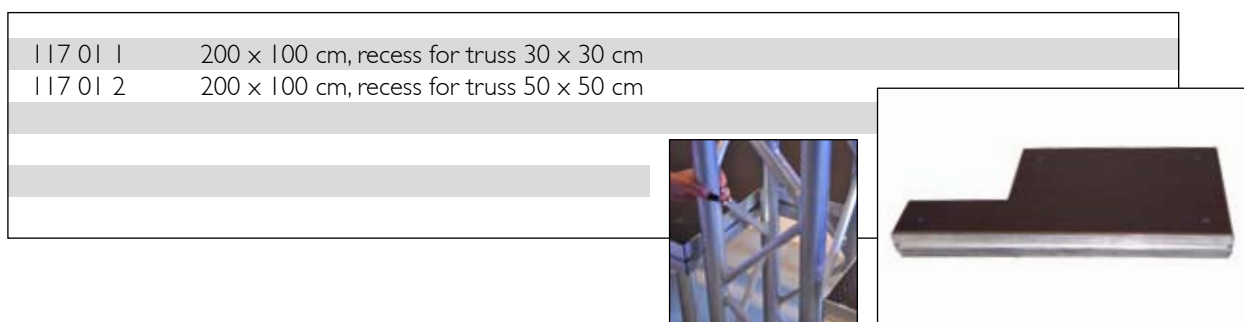 117 01 1 200 x 100 cm, recess for truss 30 x 30 cm
117 01 2 200 x 100 cm, recess for truss 50 x 50 cm